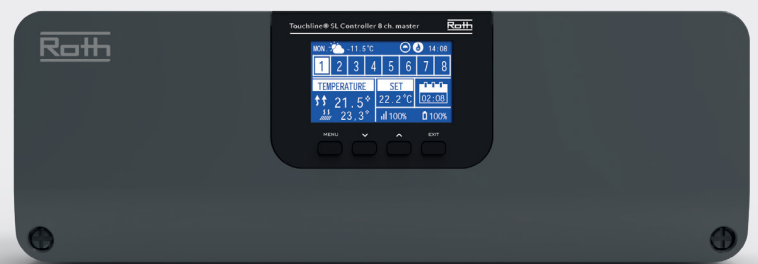 Touchline® SL Controller 8 ch. master
Roth
Roth
MON. -11.5°C 14:08
1 2 3 4 5 6 7 8
TEMPERATURE SET
21.5° 22.2°C 02:08
23,3° 100% 100%
MENU EXIT